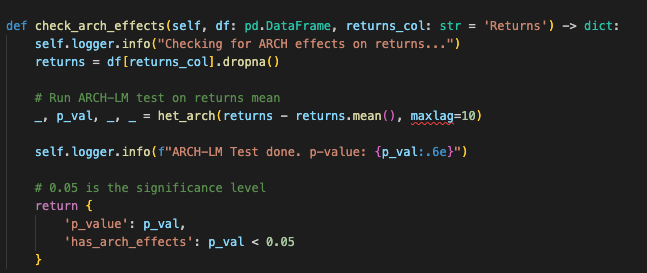 def check_arch_effects(self, df: pd.DataFrame, returns_col: str = 'Returns') -> dict:
    self.logger.info("Checking for ARCH effects on returns...")
    returns = df[returns_col].dropna()

    # Run ARCH-LM test on returns mean
    _, p_val, _, _ = het_arch(returns - returns.mean(), maxlag=10)

    self.logger.info(f"ARCH-LM Test done. p-value: {p_val:.6e}")

    # 0.05 is the significance level
    return {
        'p_value': p_val,
        'has_arch_effects': p_val < 0.05
    }